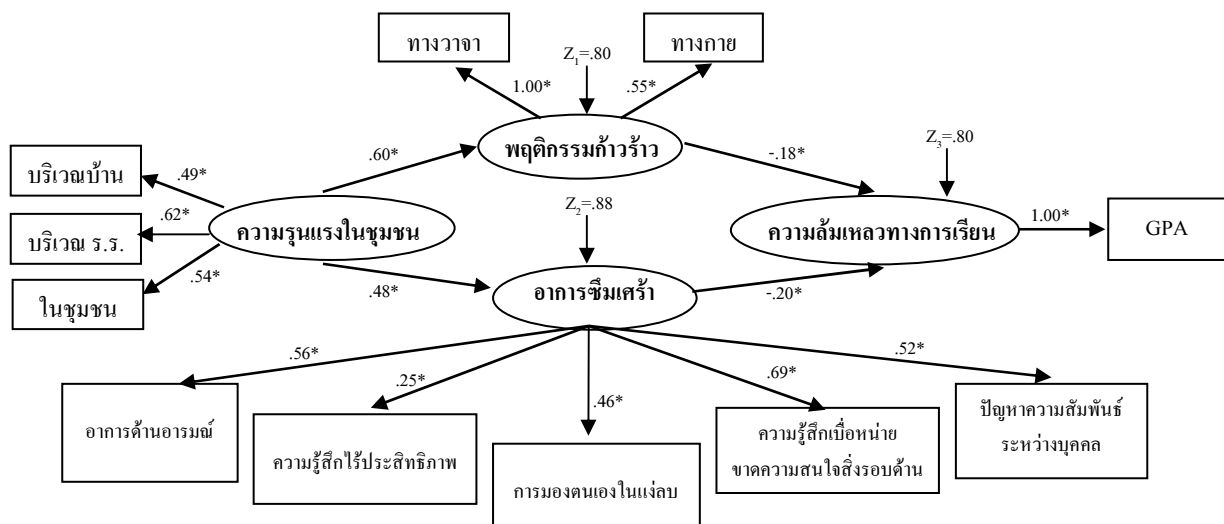 ทางวาจา
ทางกาย
Z1=.80
1.00*
.55*
พฤติกรรมก้าวร้าว
Z3=.80
.60*
-.18*
บริเวณบ้าน
.49*
บริเวณ ร.ร.
.62*
ในชุมชน
.54*
ความรุนแรงในชุมชน
Z2=.88
ความล้มเหลวทางการเรียน
1.00*
GPA
.48*
อาการซึมเศร้า
-.20*
.56*
.25*
.46*
.69*
.52*
อาการด้านอารมณ์
ความรู้สึกไร้ประสิทธิภาพ
การมองตนเองในแง่ลบ
ความรู้สึกเบื่อหน่าย
ขาดความสนใจสิ่งรอบด้าน
ปัญหาความสัมพันธ์
ระหว่างบุคคล